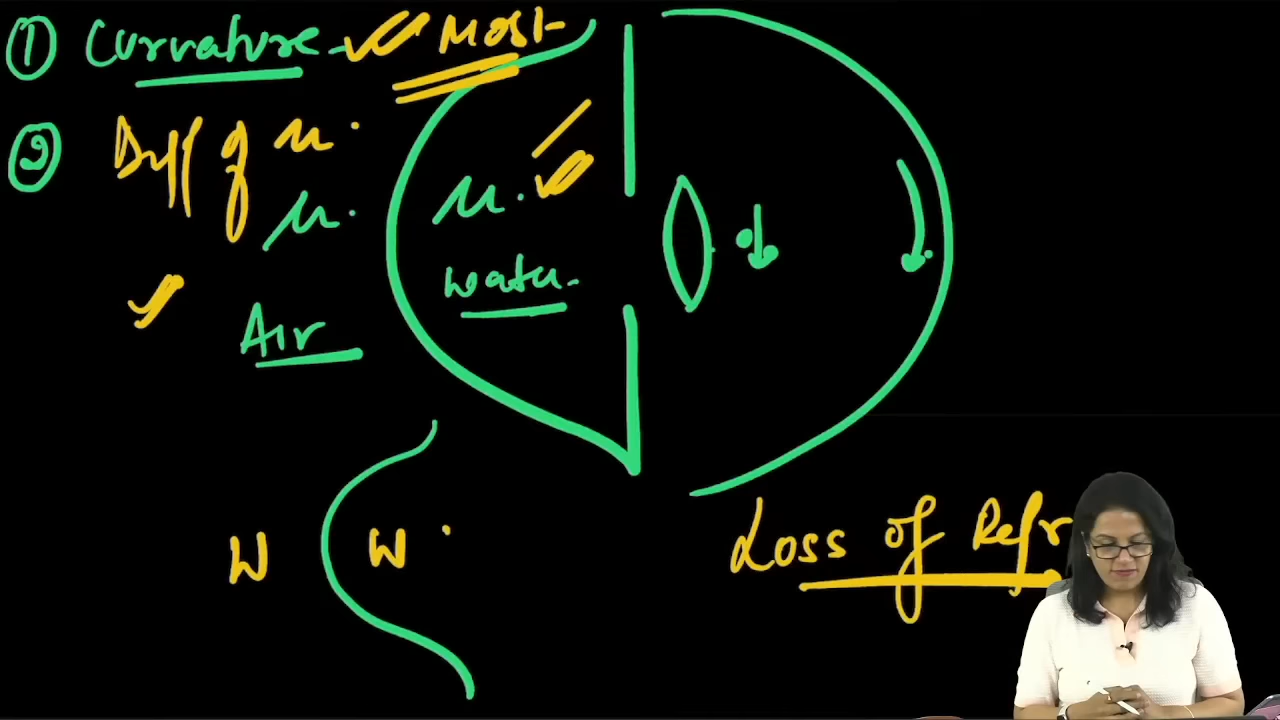 ① Curvature - Most
② Diff of μ.
μ.
μ.
Water.
Air
W W
Loss of Refr